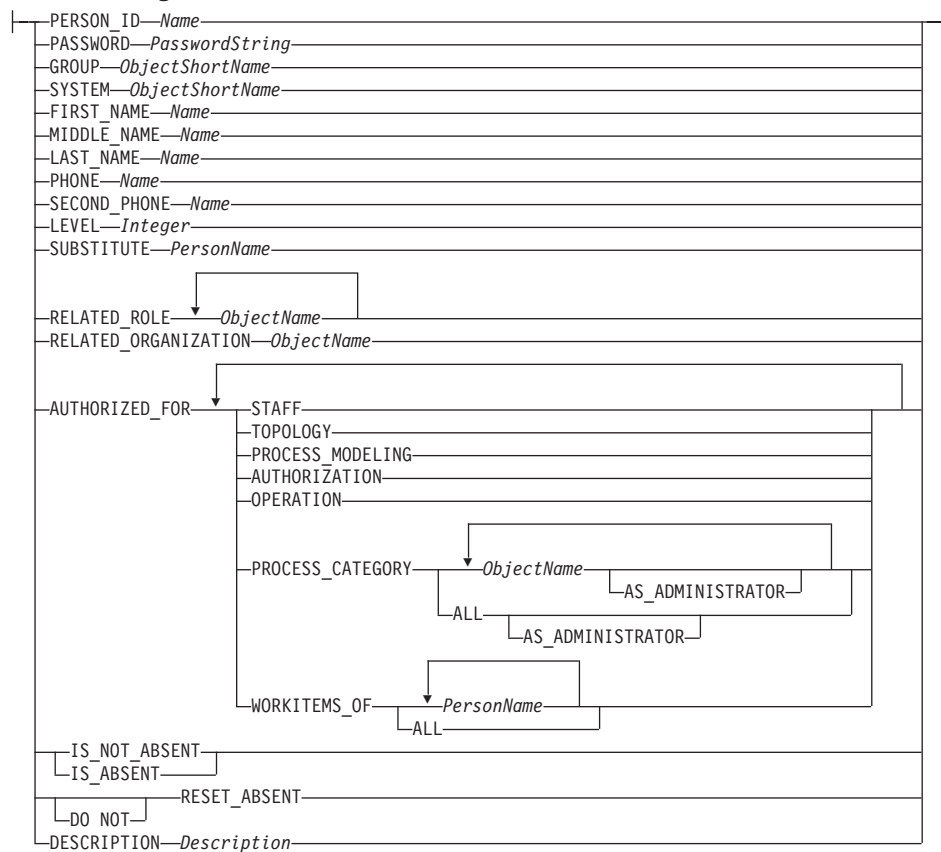 PERSON_ID Name
PASSWORD PasswordString
GROUP ObjectShortName
SYSTEM ObjectShortName
FIRST_NAME Name
MIDDLE_NAME Name
LAST_NAME Name
PHONE Name
SECOND_PHONE Name
LEVEL Integer
SUBSTITUTE PersonName
RELATED_ROLE ObjectName
RELATED_ORGANIZATION ObjectName
AUTHORIZED_FOR STAFF
TOPOLOGY
PROCESS_MODELING
AUTHORIZATION
OPERATION
PROCESS_CATEGORY ObjectName
AS_ADMINISTRATOR
ALL
AS_ADMINISTRATOR
WORKITEMS_OF PersonName
ALL
IS_NOT_ABSENT
IS_ABSENT
RESET_ABSENT
DO NOT
DESCRIPTION Description